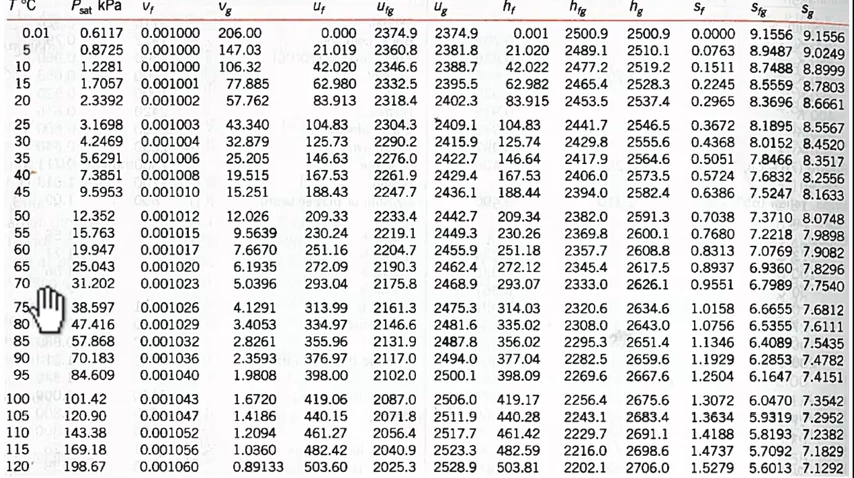 T °C P_sat kPa v_f v_g u_f u_fg u_g h_f h_fg h_g s_f s_fg s_g
0.01 0.6117 0.001000 206.00 0.000 2374.9 2374.9 0.001 2500.9 2500.9 0.0000 9.1556 9.1556
5 0.8725 0.001000 147.03 21.019 2360.8 2381.8 21.020 2489.1 2510.1 0.0763 8.9487 9.0249
10 1.2281 0.001000 106.32 42.020 2346.6 2388.7 42.022 2477.2 2519.2 0.1511 8.7488 8.8999
15 1.7057 0.001001 77.885 62.980 2332.5 2395.5 62.982 2465.4 2528.3 0.2245 8.5559 8.7803
20 2.3392 0.001002 57.762 83.913 2318.4 2402.3 83.915 2453.5 2537.4 0.2965 8.3696 8.6661
25 3.1698 0.001003 43.340 104.83 2304.3 2409.1 104.83 2441.7 2546.5 0.3672 8.1895 8.5567
30 4.2469 0.001004 32.879 125.73 2290.2 2415.9 125.74 2429.8 2555.6 0.4368 8.0152 8.4520
35 5.6291 0.001006 25.205 146.63 2276.0 2422.7 146.64 2417.9 2564.6 0.5051 7.8466 8.3517
40 7.3851 0.001008 19.515 167.53 2261.9 2429.4 167.53 2406.0 2573.5 0.5724 7.6832 8.2556
45 9.5953 0.001010 15.251 188.43 2247.7 2436.1 188.44 2394.0 2582.4 0.6386 7.5247 8.1633
50 12.352 0.001012 12.026 209.33 2233.4 2442.7 209.34 2382.0 2591.3 0.7038 7.3710 8.0748
55 15.763 0.001015 9.5639 230.24 2219.1 2449.3 230.26 2369.8 2600.1 0.7680 7.2218 7.9898
60 19.947 0.001017 7.6670 251.16 2204.7 2455.9 251.18 2357.7 2608.8 0.8313 7.0769 7.9082
65 25.043 0.001020 6.1935 272.09 2190.3 2462.4 272.12 2345.4 2617.5 0.8937 6.9360 7.8296
70 31.202 0.001023 5.0396 293.04 2175.8 2468.9 293.07 2333.0 2626.1 0.9551 6.7989 7.7540
75 38.597 0.001026 4.1291 313.99 2161.3 2475.3 314.03 2320.6 2634.6 1.0158 6.6655 7.6812
80 47.416 0.001029 3.4053 334.97 2146.6 2481.6 335.02 2308.0 2643.0 1.0756 6.5355 7.6111
85 57.868 0.001032 2.8261 355.96 2131.9 2487.8 356.02 2295.3 2651.4 1.1346 6.4089 7.5435
90 70.183 0.001036 2.3593 376.97 2117.0 2494.0 377.04 2282.5 2659.6 1.1929 6.2853 7.4782
95 84.609 0.001040 1.9808 398.00 2102.0 2500.1 398.09 2269.6 2667.6 1.2504 6.1647 7.4151
100 101.42 0.001043 1.6720 419.06 2087.0 2506.0 419.17 2256.4 2675.6 1.3072 6.0470 7.3542
105 120.90 0.001047 1.4186 440.15 2071.8 2511.9 440.28 2243.1 2683.4 1.3634 5.9319 7.2952
110 143.38 0.001052 1.2094 461.27 2056.4 2517.7 461.42 2229.7 2691.1 1.4188 5.8193 7.2382
115 169.18 0.001056 1.0360 482.42 2040.9 2523.3 482.59 2216.0 2698.6 1.4737 5.7092 7.1829
120 198.67 0.001060 0.89133 503.60 2025.3 2528.9 503.81 2202.1 2706.0 1.5279 5.6013 7.1292